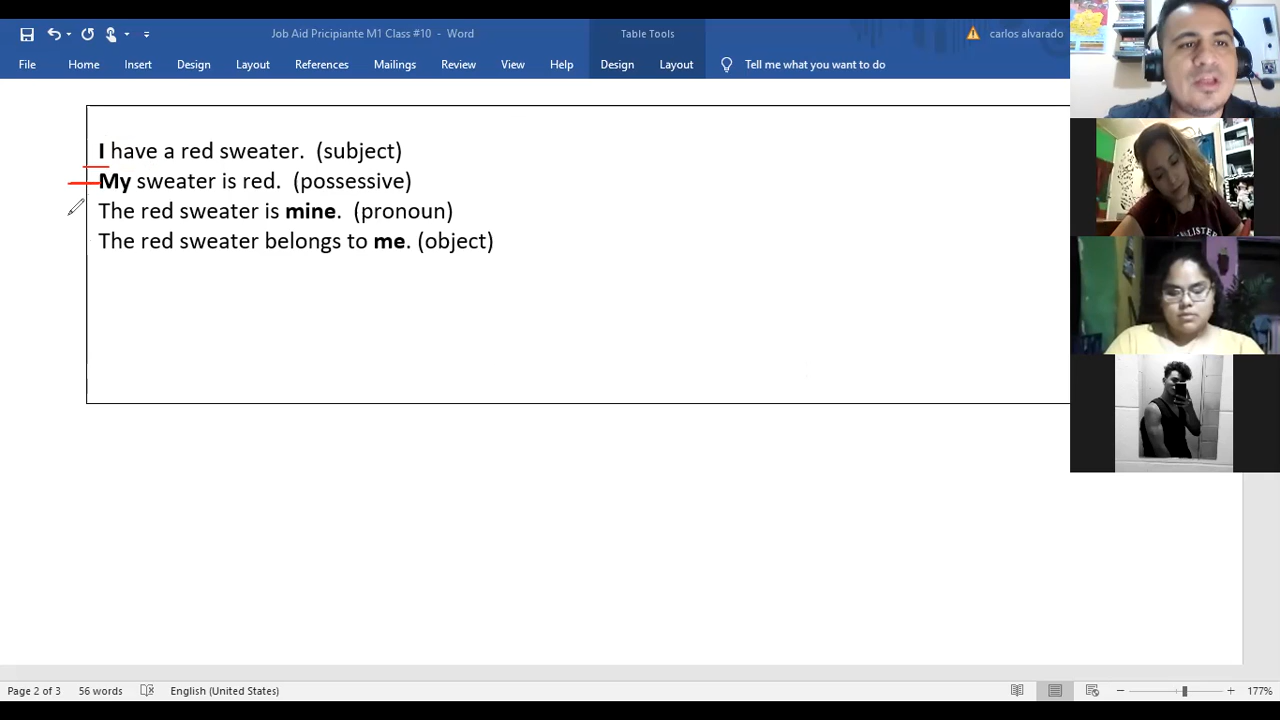 Job Aid Pricipiante M1 Class #10 - Word
Table Tools
carlos alvarado
File Home Insert Design Layout References Mailings Review View Help Design Layout Tell me what you want to do
I have a red sweater. (subject)
My sweater is red. (possessive)
The red sweater is mine. (pronoun)
The red sweater belongs to me. (object)
Page 2 of 3 56 words English (United States) 177%